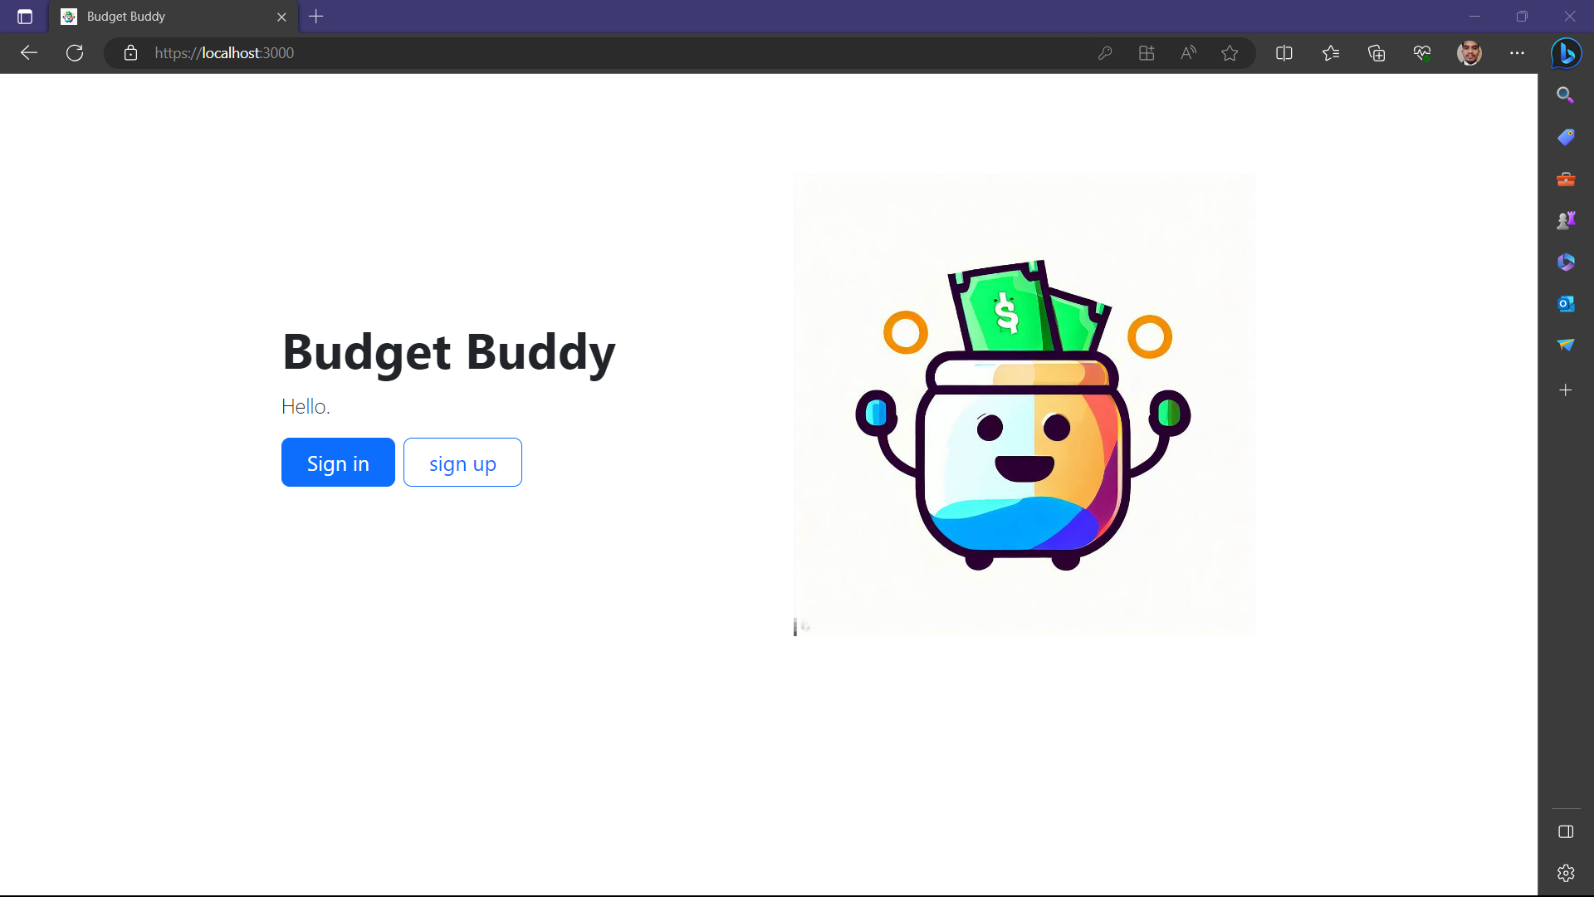 Budget Buddy
https://localhost:3000
Budget Buddy
Hello.
Sign in
sign up
$